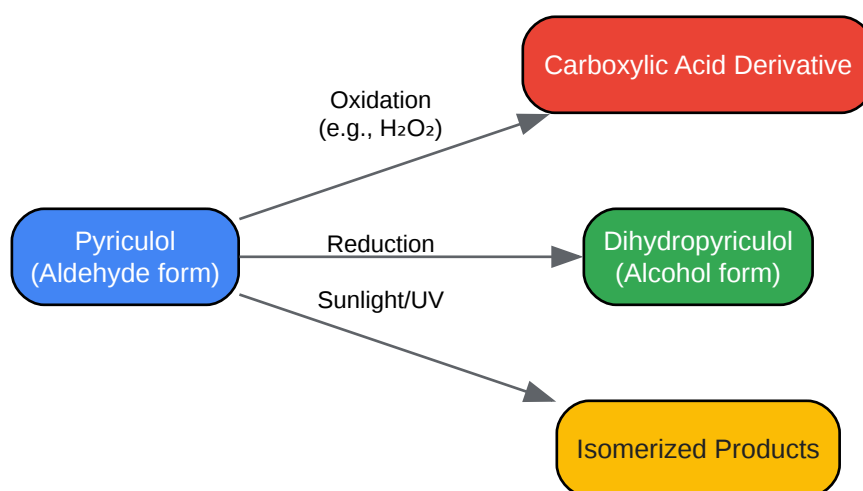 Carboxylic Acid Derivative
Oxidation
(e.g., H₂O₂)
Pyriculol
(Aldehyde form)
Reduction
Dihydropyriculol
(Alcohol form)
Sunlight/UV
Isomerized Products